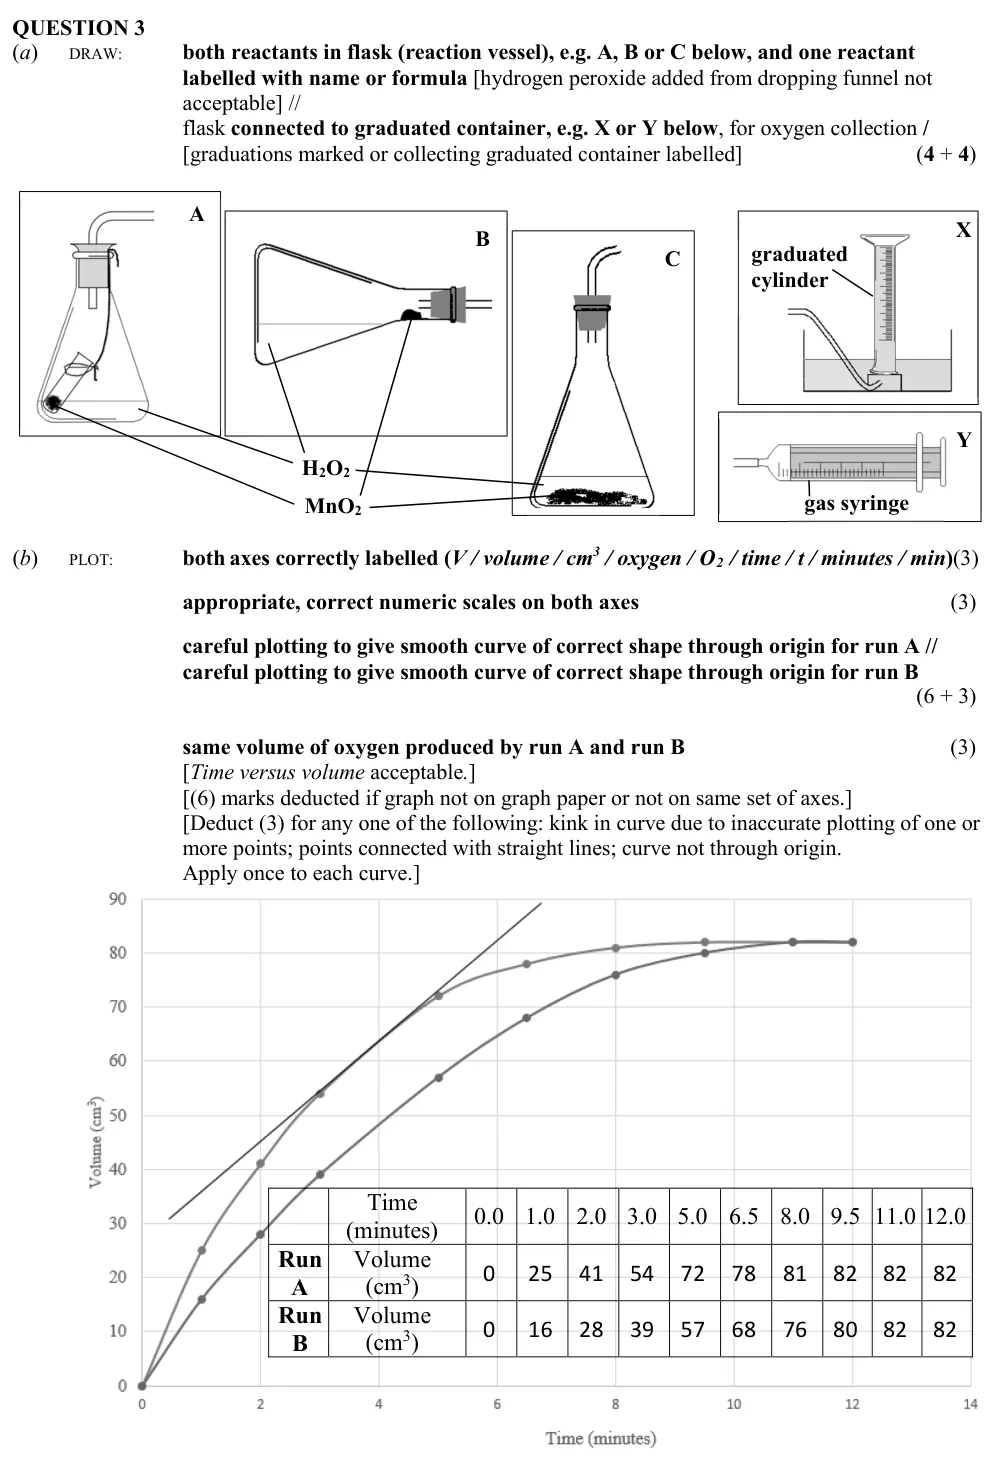 QUESTION 3
(a) DRAW: both reactants in flask (reaction vessel), e.g. A, B or C below, and one reactant
labelled with name or formula [hydrogen peroxide added from dropping funnel not
acceptable] //
flask connected to graduated container, e.g. X or Y below, for oxygen collection /
[graduations marked or collecting graduated container labelled] (4 + 4)
A
B
C
X
graduated
cylinder
Y
gas syringe
H₂O₂
MnO₂
(b) PLOT: both axes correctly labelled (V / volume / cm³ / oxygen / O₂ / time / t / minutes / min)(3)
appropriate, correct numeric scales on both axes (3)
careful plotting to give smooth curve of correct shape through origin for run A //
careful plotting to give smooth curve of correct shape through origin for run B
(6 + 3)
same volume of oxygen produced by run A and run B (3)
[Time versus volume acceptable.]
[(6) marks deducted if graph not on graph paper or not on same set of axes.]
[Deduct (3) for any one of the following: kink in curve due to inaccurate plotting of one or
more points; points connected with straight lines; curve not through origin.
Apply once to each curve.]
90
80
70
60
50
40
30
20
10
0
Volume (cm³)
Time
(minutes) 0.0 1.0 2.0 3.0 5.0 6.5 8.0 9.5 11.0 12.0
Run A Volume (cm³) 0 25 41 54 72 78 81 82 82 82
Run B Volume (cm³) 0 16 28 39 57 68 76 80 82 82
0 2 4 6 8 10 12 14
Time (minutes)